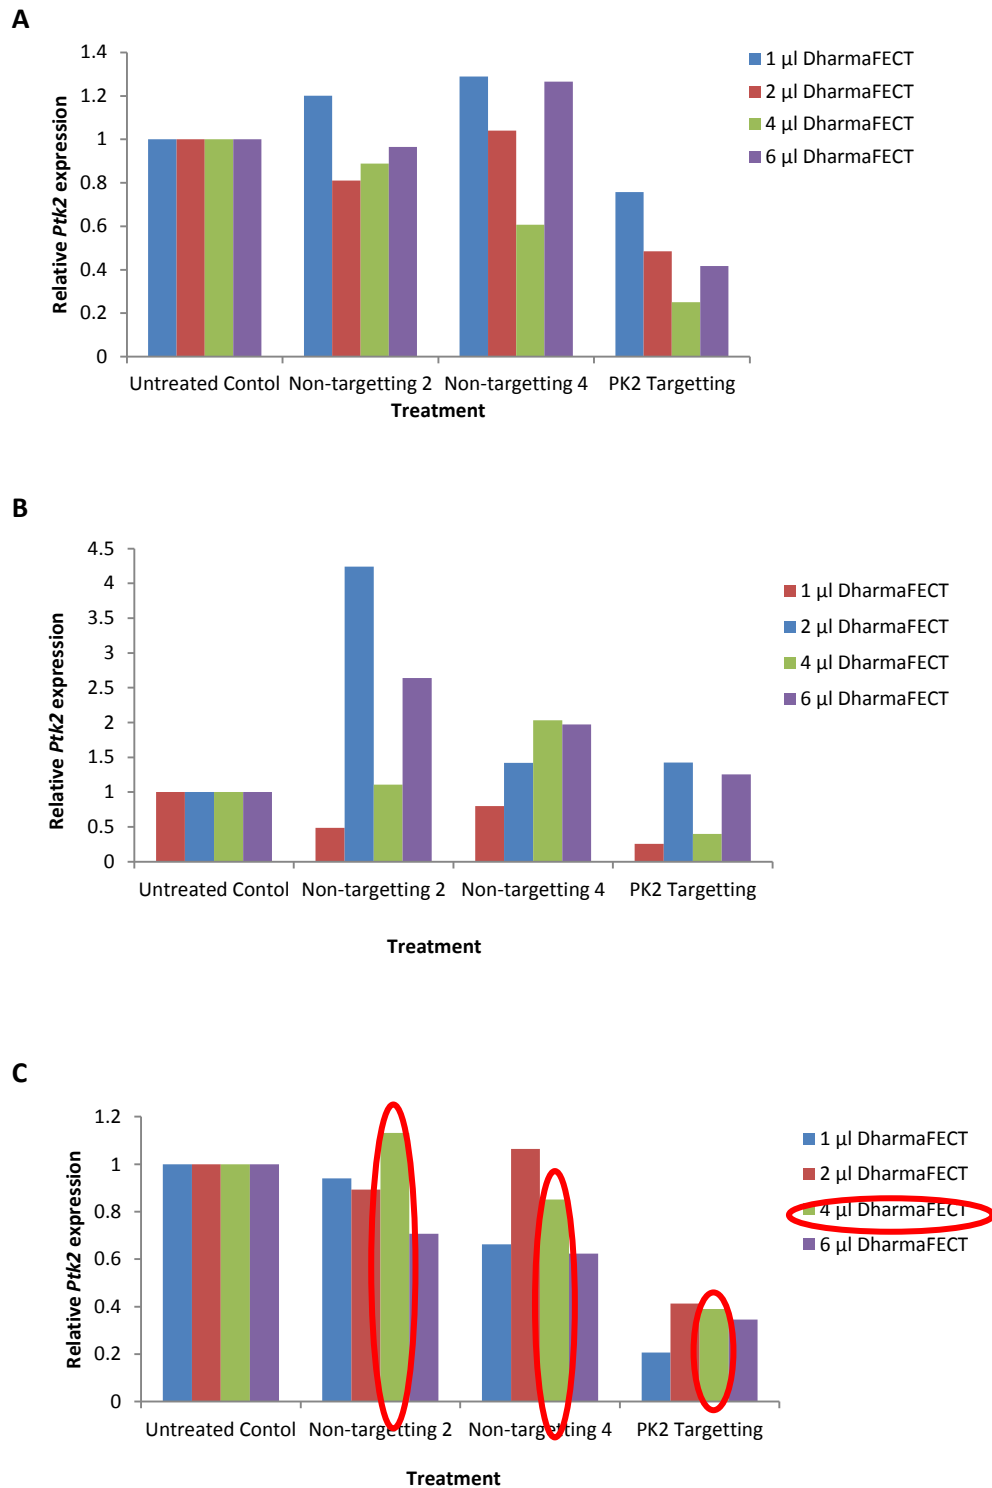 A
1.4
1.2
1
0.8
0.6
0.4
0.2
0
Relative Ptk2 expression
Untreated Contol Non-targetting 2 Non-targetting 4 PK2 Targetting
Treatment
1 µl DharmaFECT
2 µl DharmaFECT
4 µl DharmaFECT
6 µl DharmaFECT
B
4.5
4
3.5
3
2.5
2
1.5
1
0.5
0
Relative Ptk2 expression
Untreated Contol Non-targetting 2 Non-targetting 4 PK2 Targetting
Treatment
1 µl DharmaFECT
2 µl DharmaFECT
4 µl DharmaFECT
6 µl DharmaFECT
C
1.2
1
0.8
0.6
0.4
0.2
0
Relative Ptk2 expression
Untreated Contol Non-targetting 2 Non-targetting 4 PK2 Targetting
Treatment
1 µl DharmaFECT
2 µl DharmaFECT
4 µl DharmaFECT
6 µl DharmaFECT